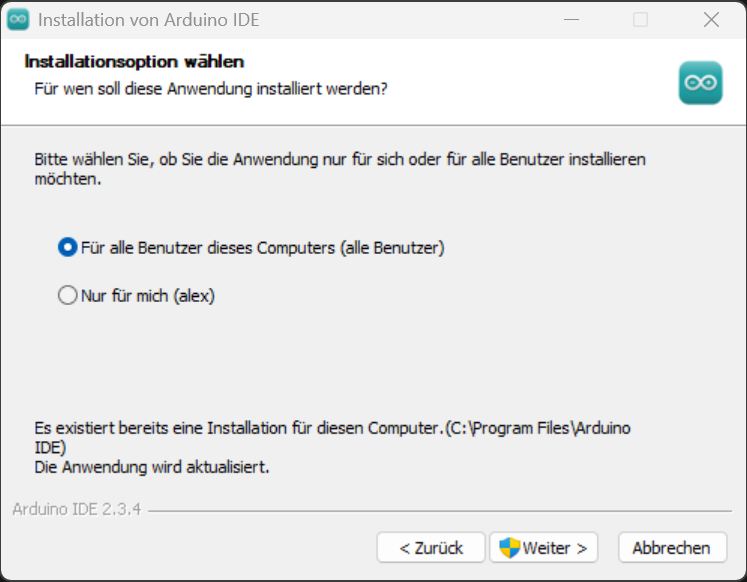 Installation von Arduino IDE
Installationsoption wählen
Für wen soll diese Anwendung installiert werden?
Bitte wählen Sie, ob Sie die Anwendung nur für sich oder für alle Benutzer installieren
möchten.
Für alle Benutzer dieses Computers (alle Benutzer)
Nur für mich (alex)
Es existiert bereits eine Installation für diesen Computer.(C:\Program Files\Arduino
IDE)
Die Anwendung wird aktualisiert.
Arduino IDE 2.3.4
< Zurück
Weiter >
Abbrechen